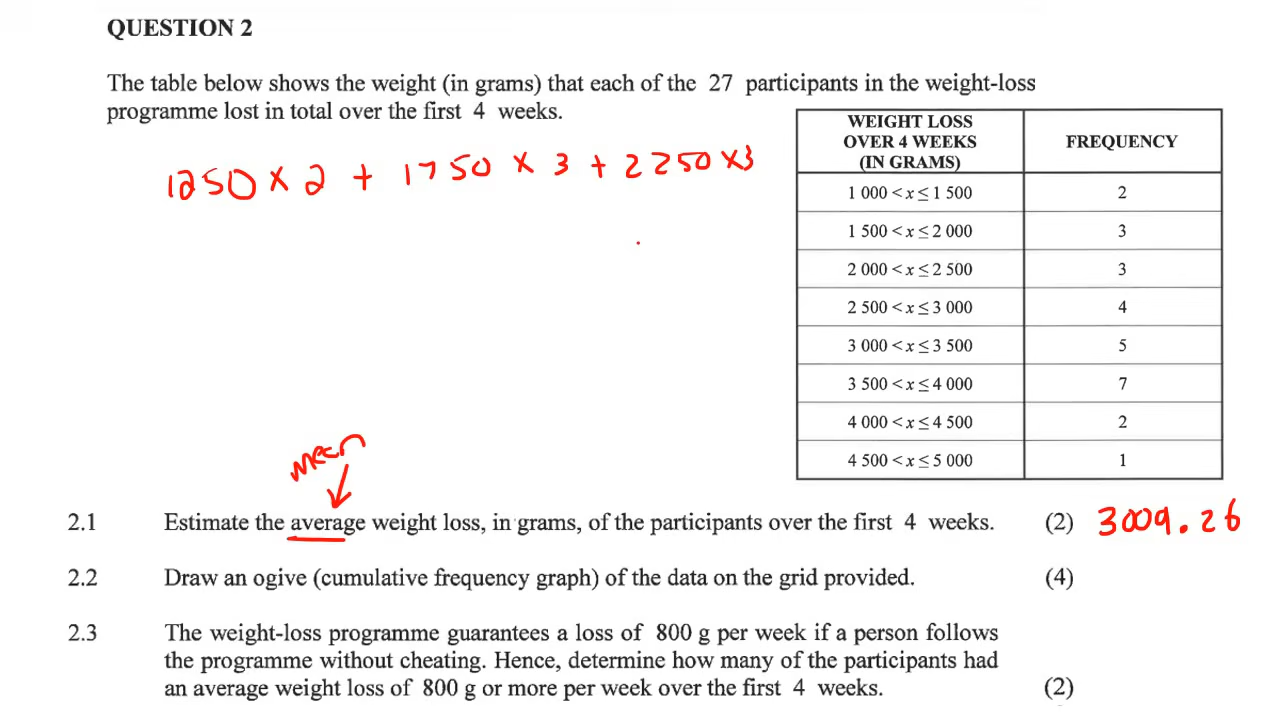 QUESTION 2
The table below shows the weight (in grams) that each of the 27 participants in the weight-loss
programme lost in total over the first 4 weeks.
1250 × 2 + 1750 × 3 + 2250 ×3
WEIGHT LOSS OVER 4 WEEKS (IN GRAMS) FREQUENCY
1 000 < x ≤ 1 500 2
1 500 < x ≤ 2 000 3
2 000 < x ≤ 2 500 3
2 500 < x ≤ 3 000 4
3 000 < x ≤ 3 500 5
3 500 < x ≤ 4 000 7
4 000 < x ≤ 4 500 2
4 500 < x ≤ 5 000 1
mean
2.1 Estimate the average weight loss, in grams, of the participants over the first 4 weeks. (2) 3009.26
2.2 Draw an ogive (cumulative frequency graph) of the data on the grid provided. (4)
2.3 The weight-loss programme guarantees a loss of 800 g per week if a person follows
the programme without cheating. Hence, determine how many of the participants had
an average weight loss of 800 g or more per week over the first 4 weeks. (2)